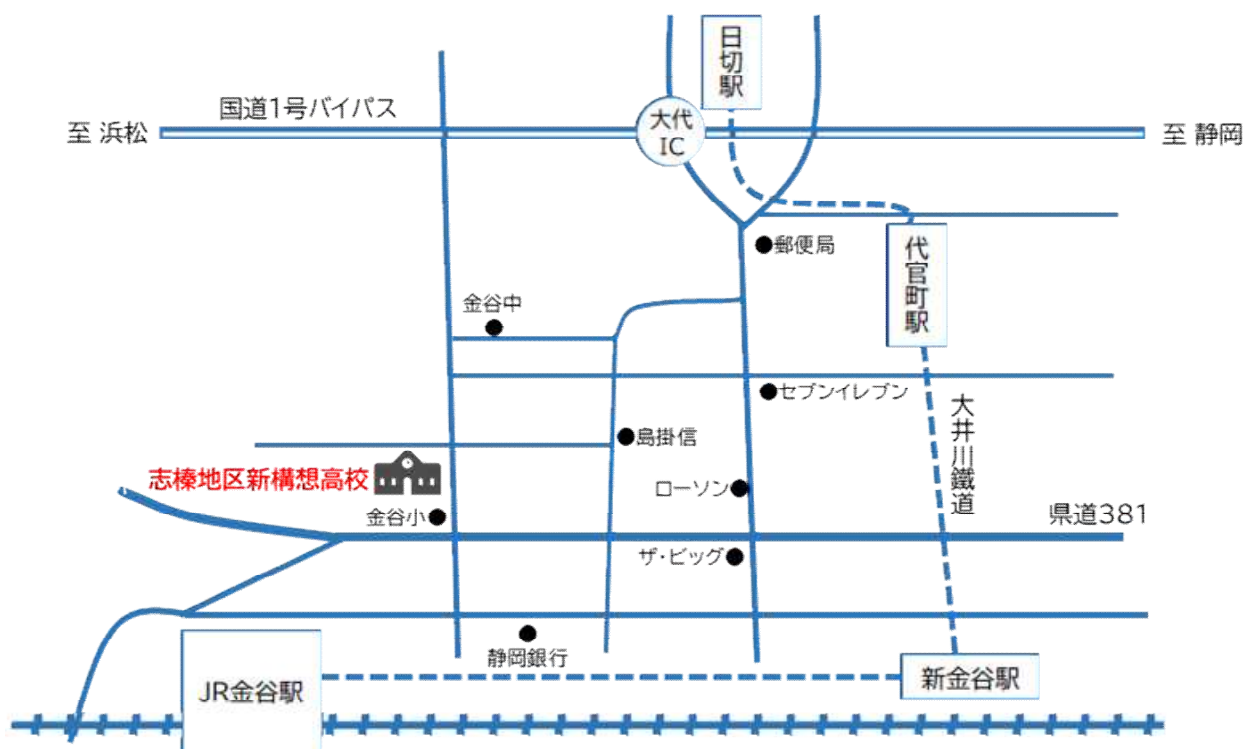 日切駅
国道1号バイパス
至 浜松
大代
IC
至 静岡
郵便局
代官町駅
金谷中
セブンイレブン
大井川鐵道
島掛信
志榛地区新構想高校
ローソン
金谷小
県道381
ザ・ビッグ
静岡銀行
JR金谷駅
新金谷駅